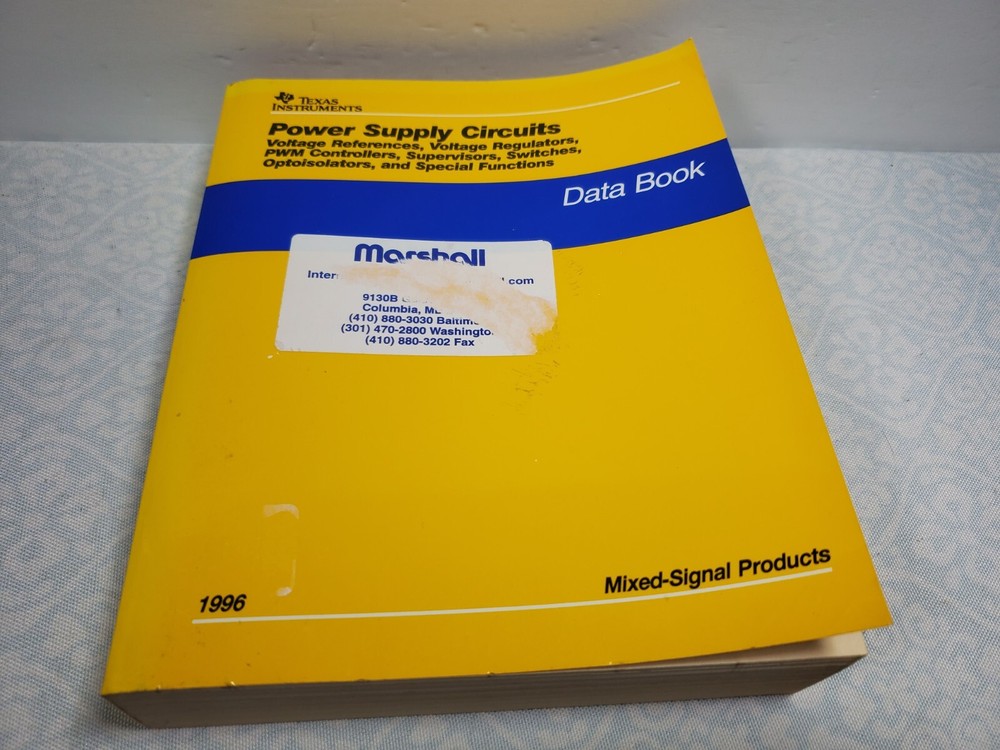 TEXAS
INSTRUMENTS
Power Supply Circuits
Voltage References, Voltage Regulators,
PWM Controllers, Supervisors, Switches,
Optoisolators, and Special Functions
Data Book
Marshall
.com
9130B
Columbia,
(410) 880-3030
(301) 470-2800
(410) 880-3202 Fax
1996
Mixed-Signal Products